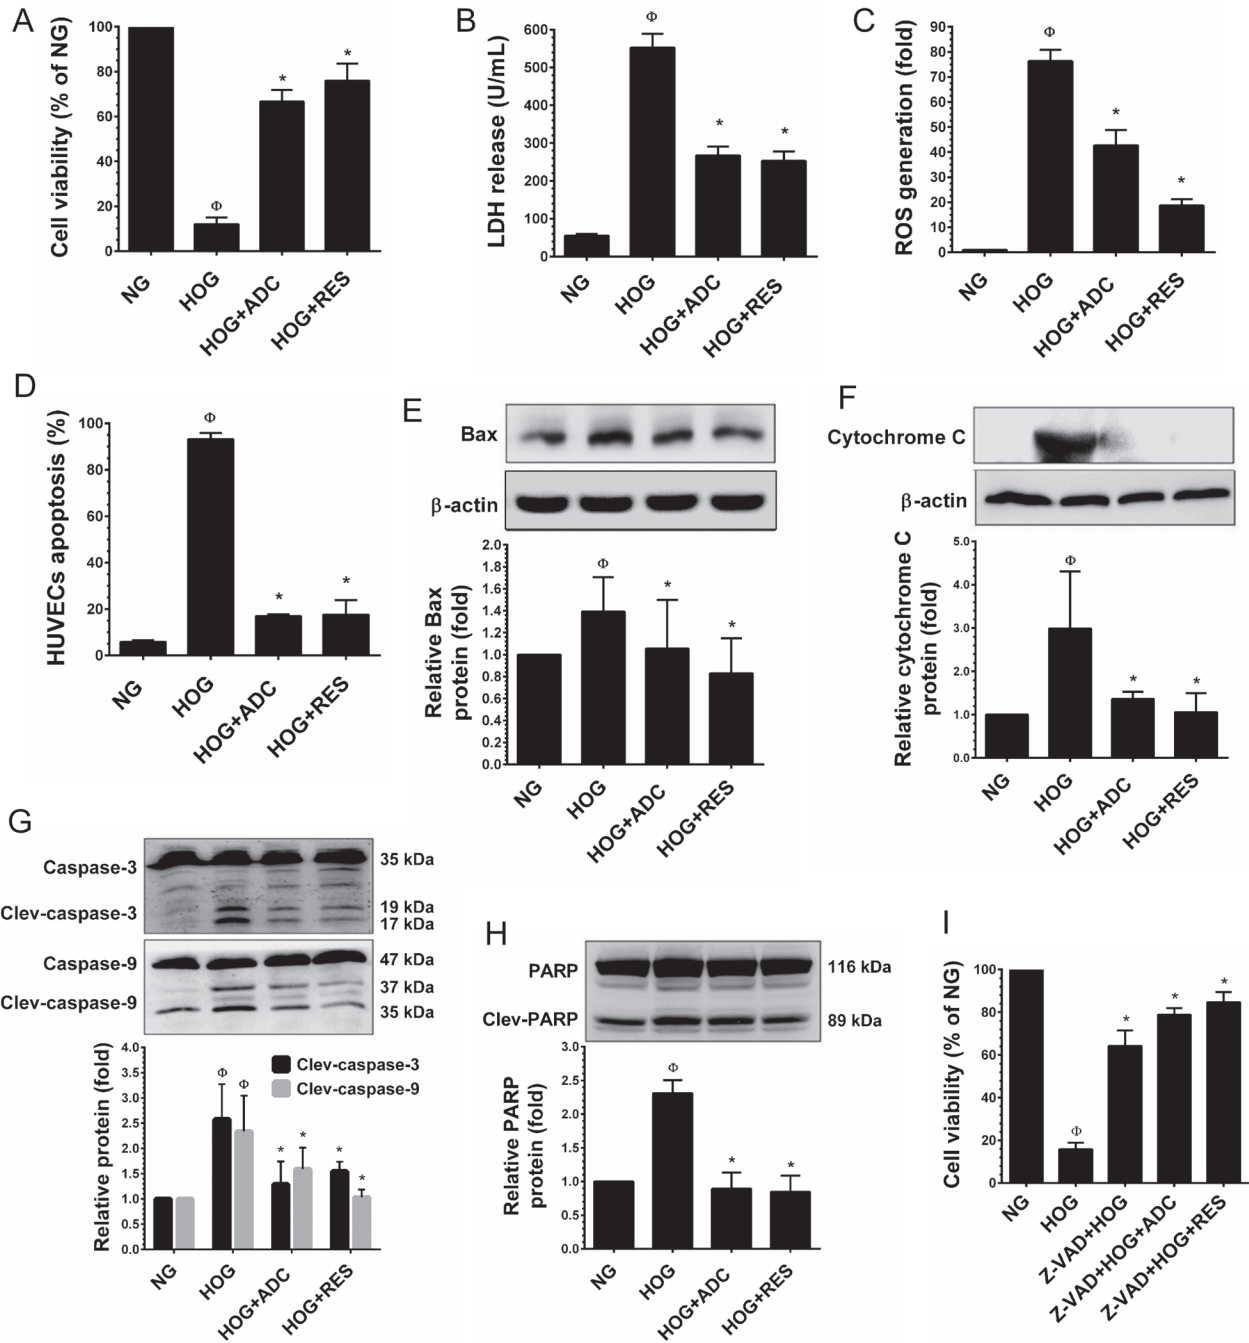 A
Cell viability (% of NG)
100
80
60
40
20
0
Φ
*
*
NG
HOG
HOG+ADC
HOG+RES
B
LDH release (U/mL)
600
500
400
300
200
100
0
Φ
*
*
NG
HOG
HOG+ADC
HOG+RES
C
ROS generation (fold)
90
80
70
60
50
40
30
20
10
0
Φ
*
*
NG
HOG
HOG+ADC
HOG+RES
D
HUVECs apoptosis (%)
100
80
60
40
20
0
Φ
*
*
NG
HOG
HOG+ADC
HOG+RES
E
Bax
β-actin
Relative Bax
protein (fold)
2.0
1.8
1.6
1.4
1.2
1.0
0.8
0.6
0.4
0.2
0.0
Φ
*
*
NG
HOG
HOG+ADC
HOG+RES
F
Cytochrome C
β-actin
Relative cytochrome C
protein (fold)
5.0
4.0
3.0
2.0
1.0
0.0
Φ
*
*
NG
HOG
HOG+ADC
HOG+RES
G
Caspase-3
35 kDa
Clev-caspase-3
19 kDa
17 kDa
Caspase-9
47 kDa
37 kDa
Clev-caspase-9
35 kDa
Relative protein (fold)
4.0
3.5
3.0
2.5
2.0
1.5
1.0
0.5
0.0
Clev-caspase-3
Clev-caspase-9
Φ
Φ
*
*
*
*
NG
HOG
HOG+ADC
HOG+RES
H
PARP
116 kDa
Clev-PARP
89 kDa
Relative PARP
protein (fold)
3.0
2.5
2.0
1.5
1.0
0.5
0.0
Φ
*
*
NG
HOG
HOG+ADC
HOG+RES
I
Cell viability (% of NG)
100
80
60
40
20
0
Φ
*
*
*
NG
HOG
Z-VAD+HOG
Z-VAD+HOG+ADC
Z-VAD+HOG+RES